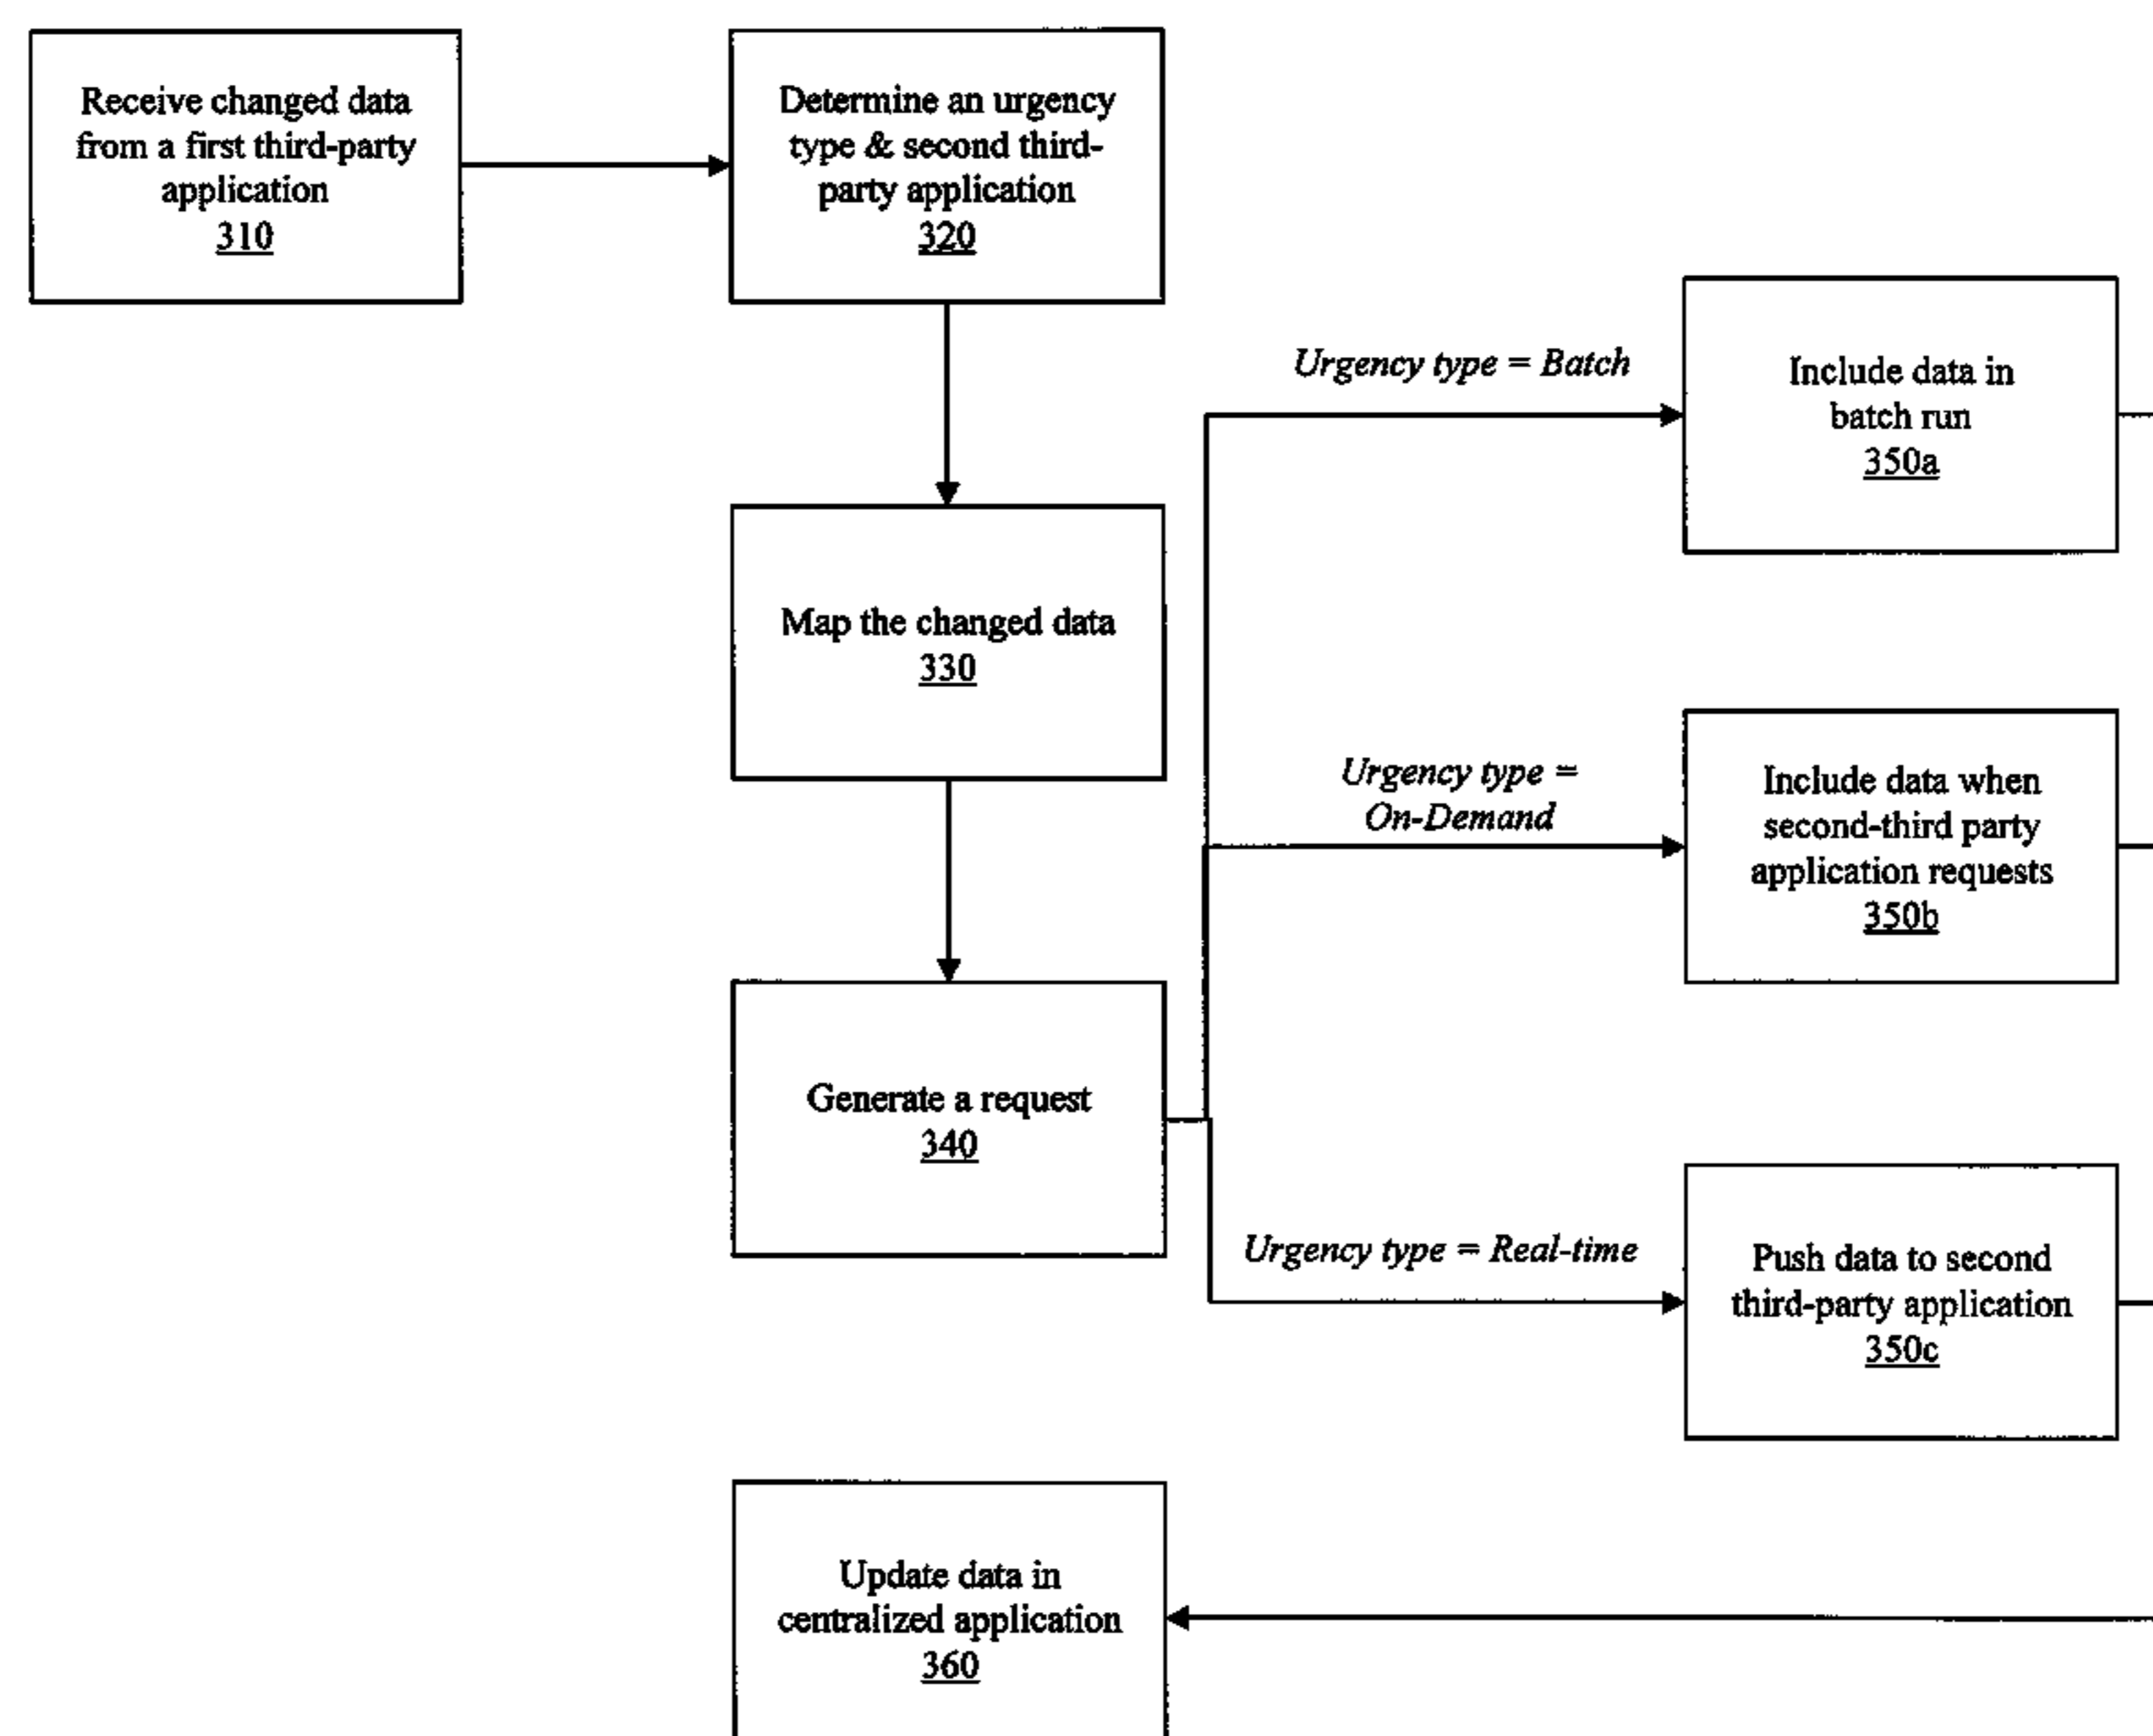 Receive changed data
from a first third-party
application
310
Determine an urgency
type & second third-
party application
320
Map the changed data
330
Generate a request
340
Urgency type = Batch
Include data in
batch run
350a
Urgency type =
On-Demand
Include data when
second-third party
application requests
350b
Urgency type = Real-time
Push data to second
third-party application
350c
Update data in
centralized application
360